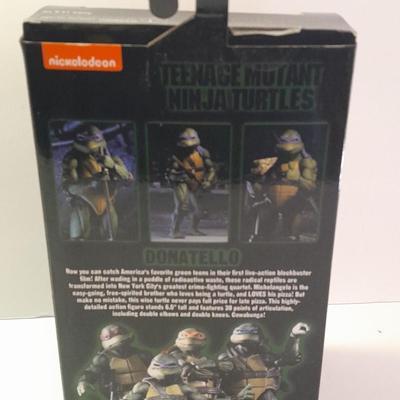 nickelodeon
TEENAGE MUTANT
NINJA TURTLES
DONATELLO
Now you can catch America's favorite green teens in their first live-action blockbuster
film! After wading in a puddle of radioactive waste, these radical reptiles are
transformed into New York City's greatest crime-fighting quartet. Michelangelo is the
easy-going, free-spirited brother who loves being a turtle, and LOVES his pizza! But
make no mistake, this wise turtle never pays full price for late pizza. This highly-
detailed action figure stands 6.5" tall and features 30 points of articulation,
including double elbows and double knees. Cowabunga!